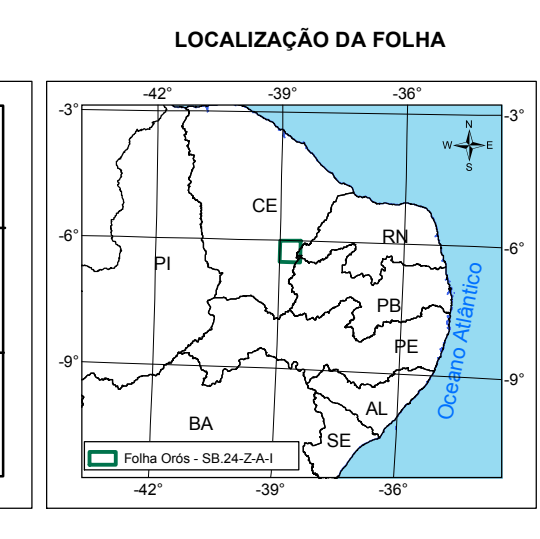 LOCALIZAÇÃO DA FOLHA
-42° -39° -36°
-3° -3°
N
W E
S
CE
RN
-6° -6°
PI
PB
PE
Oceano Atlântico
-9° -9°
AL
BA
SE
Folha Orós - SB.24-Z-A-I
-42° -39° -36°